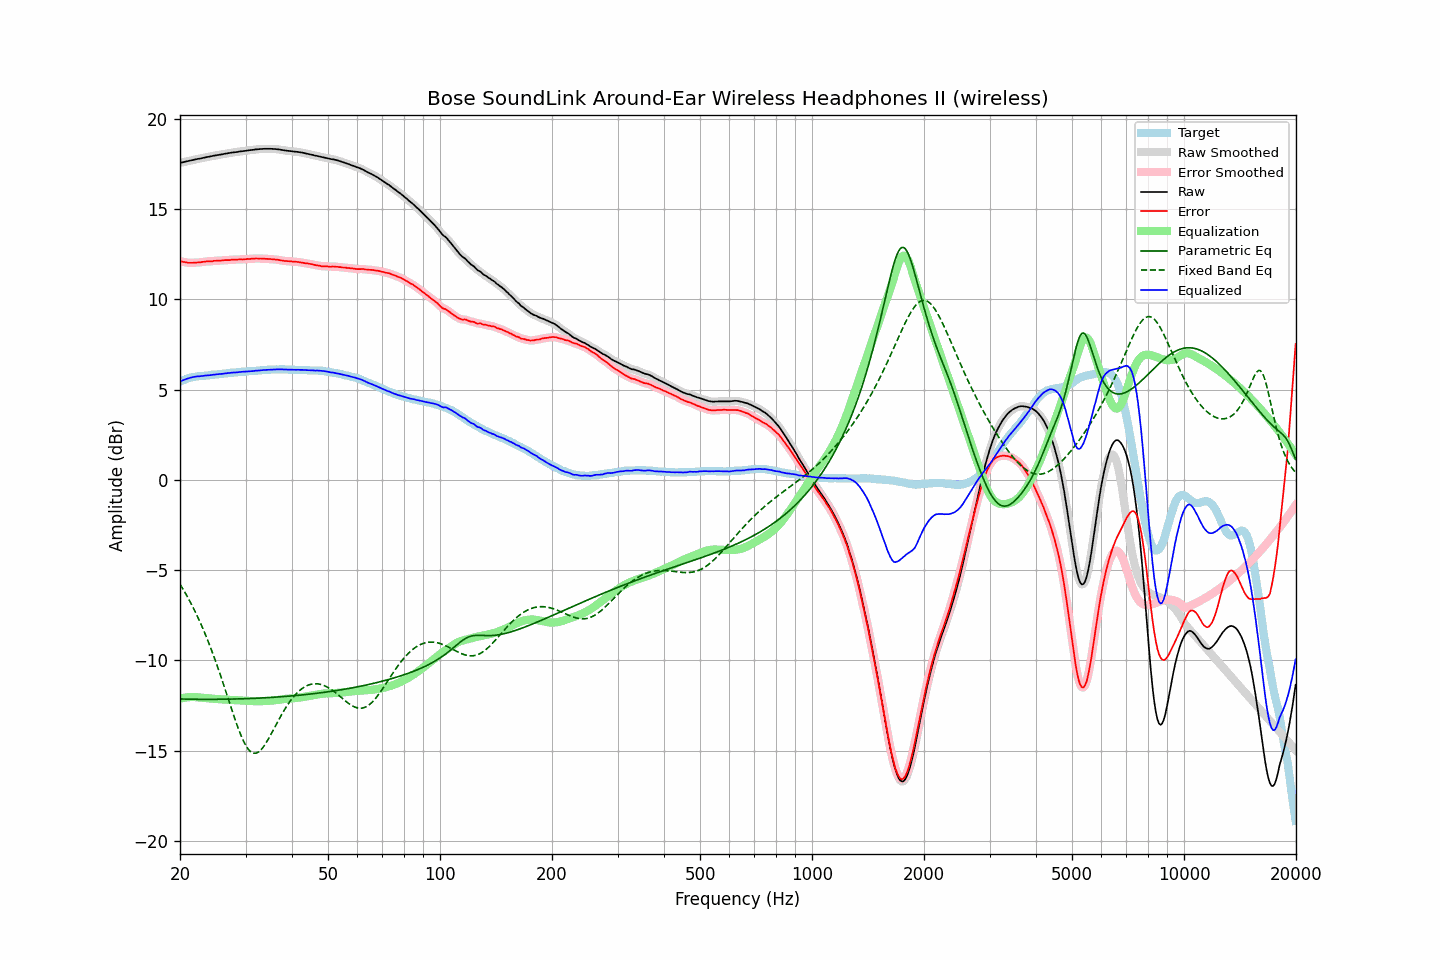 Bose SoundLink Around-Ear Wireless Headphones II (wireless)
20
15
10
5
0
−5
−10
−15
−20
Amplitude (dBr)
Target
Raw Smoothed
Error Smoothed
Raw
Error
Equalization
Parametric Eq
Fixed Band Eq
Equalized
20 50 100 200 500 1000 2000 5000 10000 20000
Frequency (Hz)